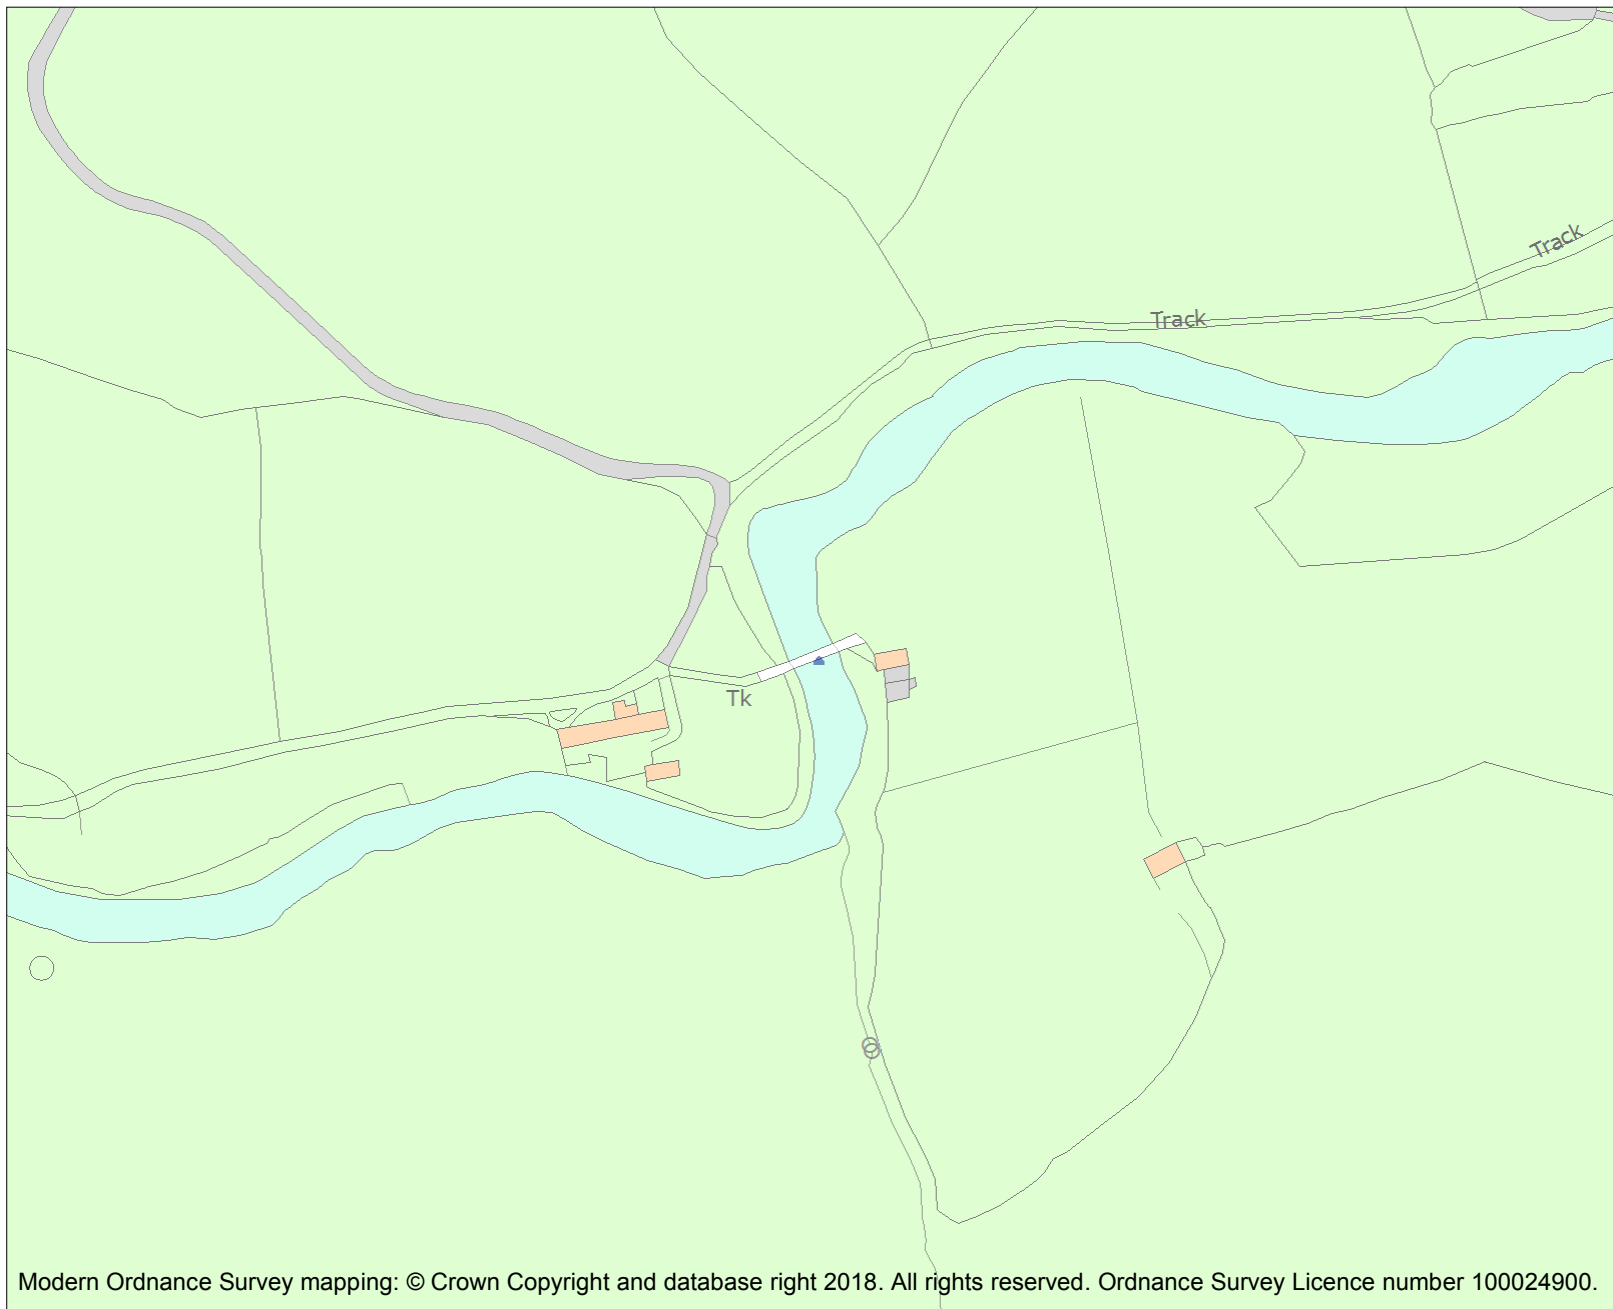 Track
Track
Tk
Modern Ordnance Survey mapping: © Crown Copyright and database right 2018. All rights reserved. Ordnance Survey Licence number 100024900.